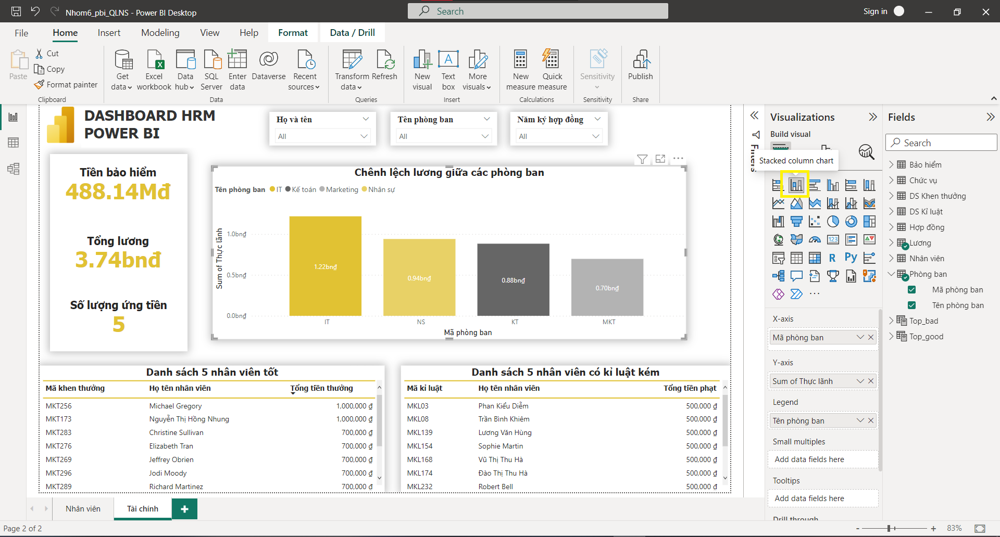 Nhom6_pbi_QLNS - Power BI Desktop
Search
Sign in
File
Home
Insert
Modeling
View
Help
Format
Data / Drill
Paste
Cut
Copy
Format painter
Clipboard
Get data
Excel workbook
Data hub
SQL Server
Enter data
Dataverse
Recent sources
Data
Transform data
Refresh
Queries
New visual
Text box
More visuals
Insert
New measure
Quick measure
Calculations
Sensitivity
Sensitivity
Publish
Share
DASHBOARD HRM
POWER BI
Họ và tên
All
Tên phòng ban
All
Năm ký hợp đồng
All
Tiền bảo hiểm
488.14Mđ
Tổng lương
3.74bnđ
Số lượng ứng tiền
5
Chênh lệch lương giữa các phòng ban
Tên phòng ban IT Kế toán Marketing Nhân sự
Sum of Thực lãnh
1.0bn₫
0.5bn₫
0.0bn₫
1.22bn₫
0.94bn₫
0.88bn₫
0.70bn₫
IT NS KT MKT
Mã phòng ban
Danh sách 5 nhân viên tốt
Mã khen thưởng Họ tên nhân viên Tổng tiền thưởng
MKT256 Michael Gregory 1,000,000 ₫
MKT173 Nguyễn Thị Hồng Nhung 1,000,000 ₫
MKT283 Christine Sullivan 700,000 ₫
MKT276 Elizabeth Tran 700,000 ₫
MKT269 Jeffrey Obrien 700,000 ₫
MKT296 Jodi Moody 700,000 ₫
MKT289 Richard Martinez 700,000 ₫
Danh sách 5 nhân viên có kỉ luật kém
Mã kỉ luật Họ tên nhân viên Tổng tiền phạt
MKL03 Phan Kiểu Diễm 500,000 ₫
MKL08 Trần Bình Khiêm 500,000 ₫
MKL139 Lương Văn Hùng 500,000 ₫
MKL154 Sophie Martin 500,000 ₫
MKL168 Vũ Thị Thu Hà 500,000 ₫
MKL174 Đào Thị Thu Hà 500,000 ₫
MKL232 Robert Bell 500,000 ₫
Filters
Visualizations
Build visual
Stacked column chart
123
R
Py
X-axis
Mã phòng ban
Y-axis
Sum of Thực lãnh
Legend
Tên phòng ban
Small multiples
Add data fields here
Tooltips
Add data fields here
Drill through
Fields
Search
Bảo hiểm
Chức vụ
DS Khen thưởng
DS Kỉ luật
Hợp đồng
Lương
Nhân viên
Phòng ban
Mã phòng ban
Tên phòng ban
Top_bad
Top_good
Nhân viên
Tài chính
Page 2 of 2
83%